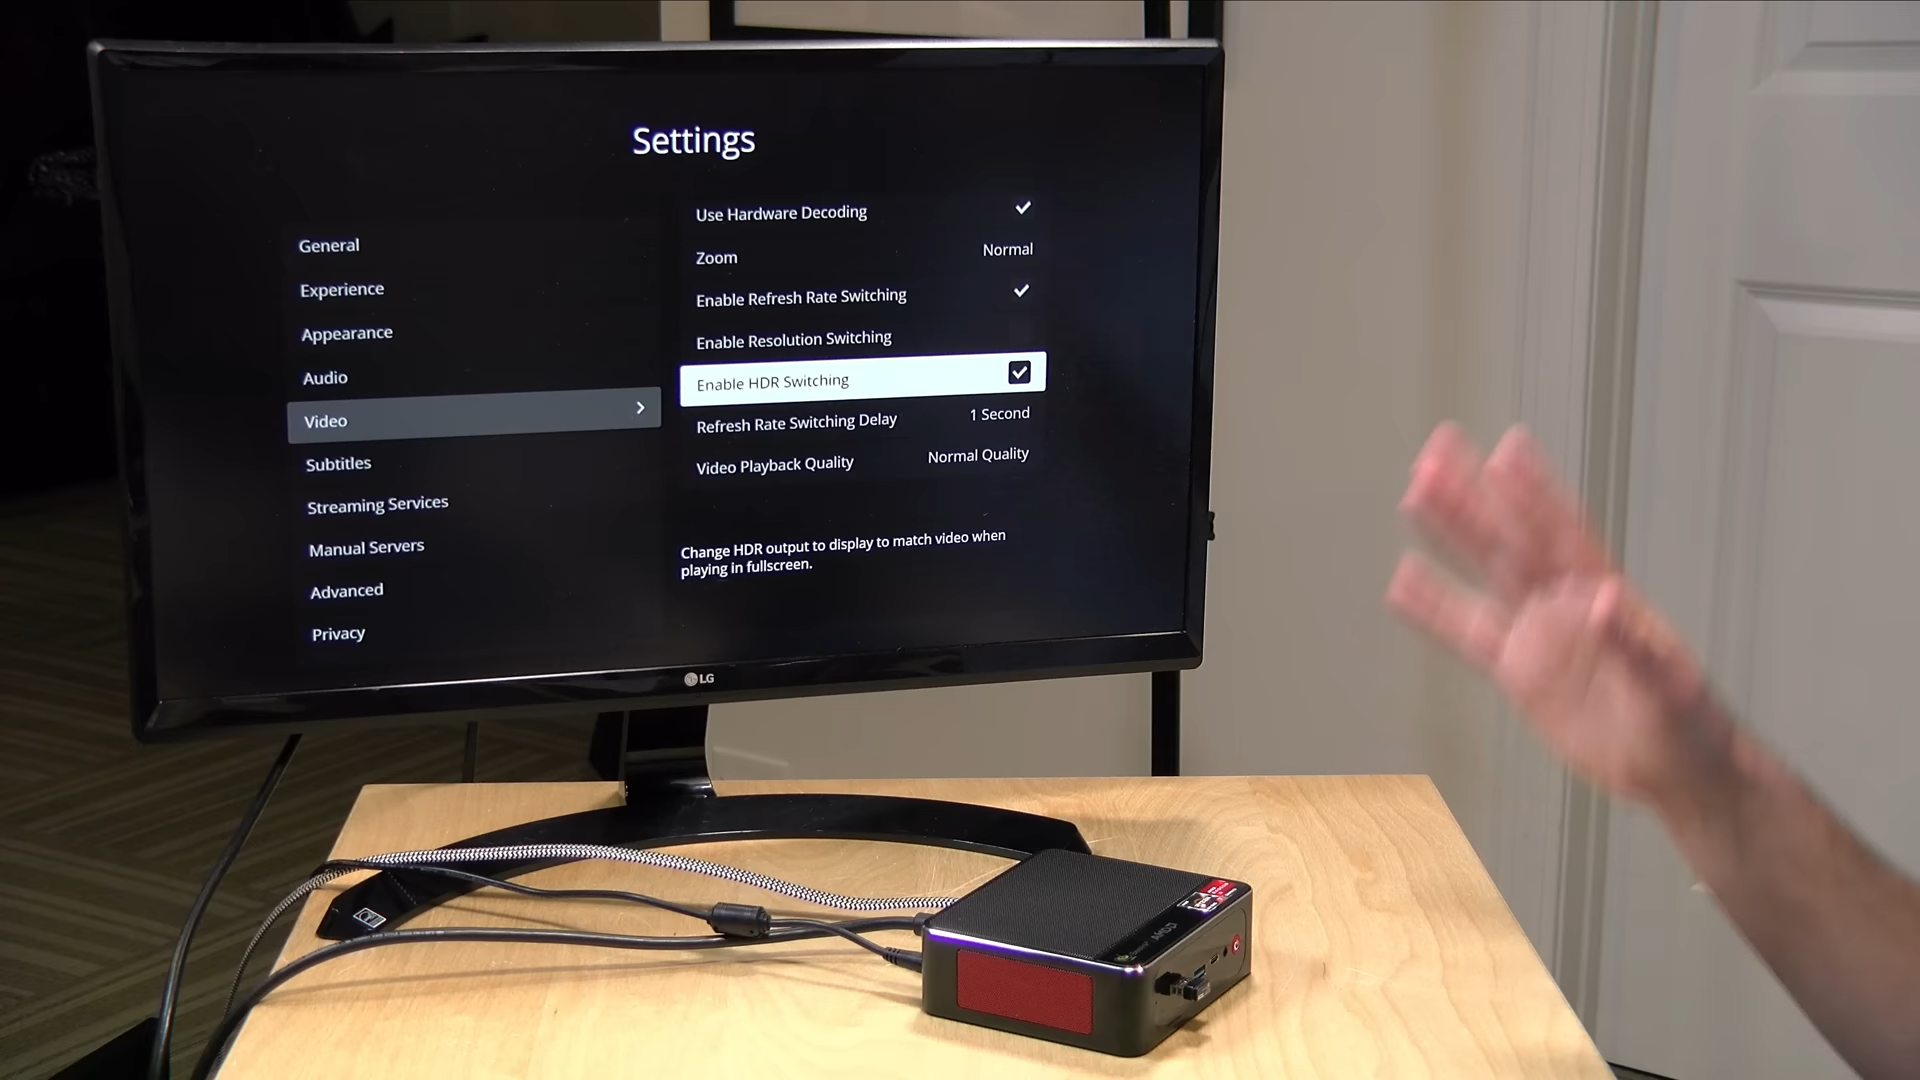 Settings
General
Experience
Appearance
Audio
Video
Subtitles
Streaming Services
Manual Servers
Advanced
Privacy
Use Hardware Decoding
Zoom Normal
Enable Refresh Rate Switching
Enable Resolution Switching
Enable HDR Switching
Refresh Rate Switching Delay 1 Second
Video Playback Quality Normal Quality
Change HDR output to display to match video when
playing in fullscreen.
LG
AMD